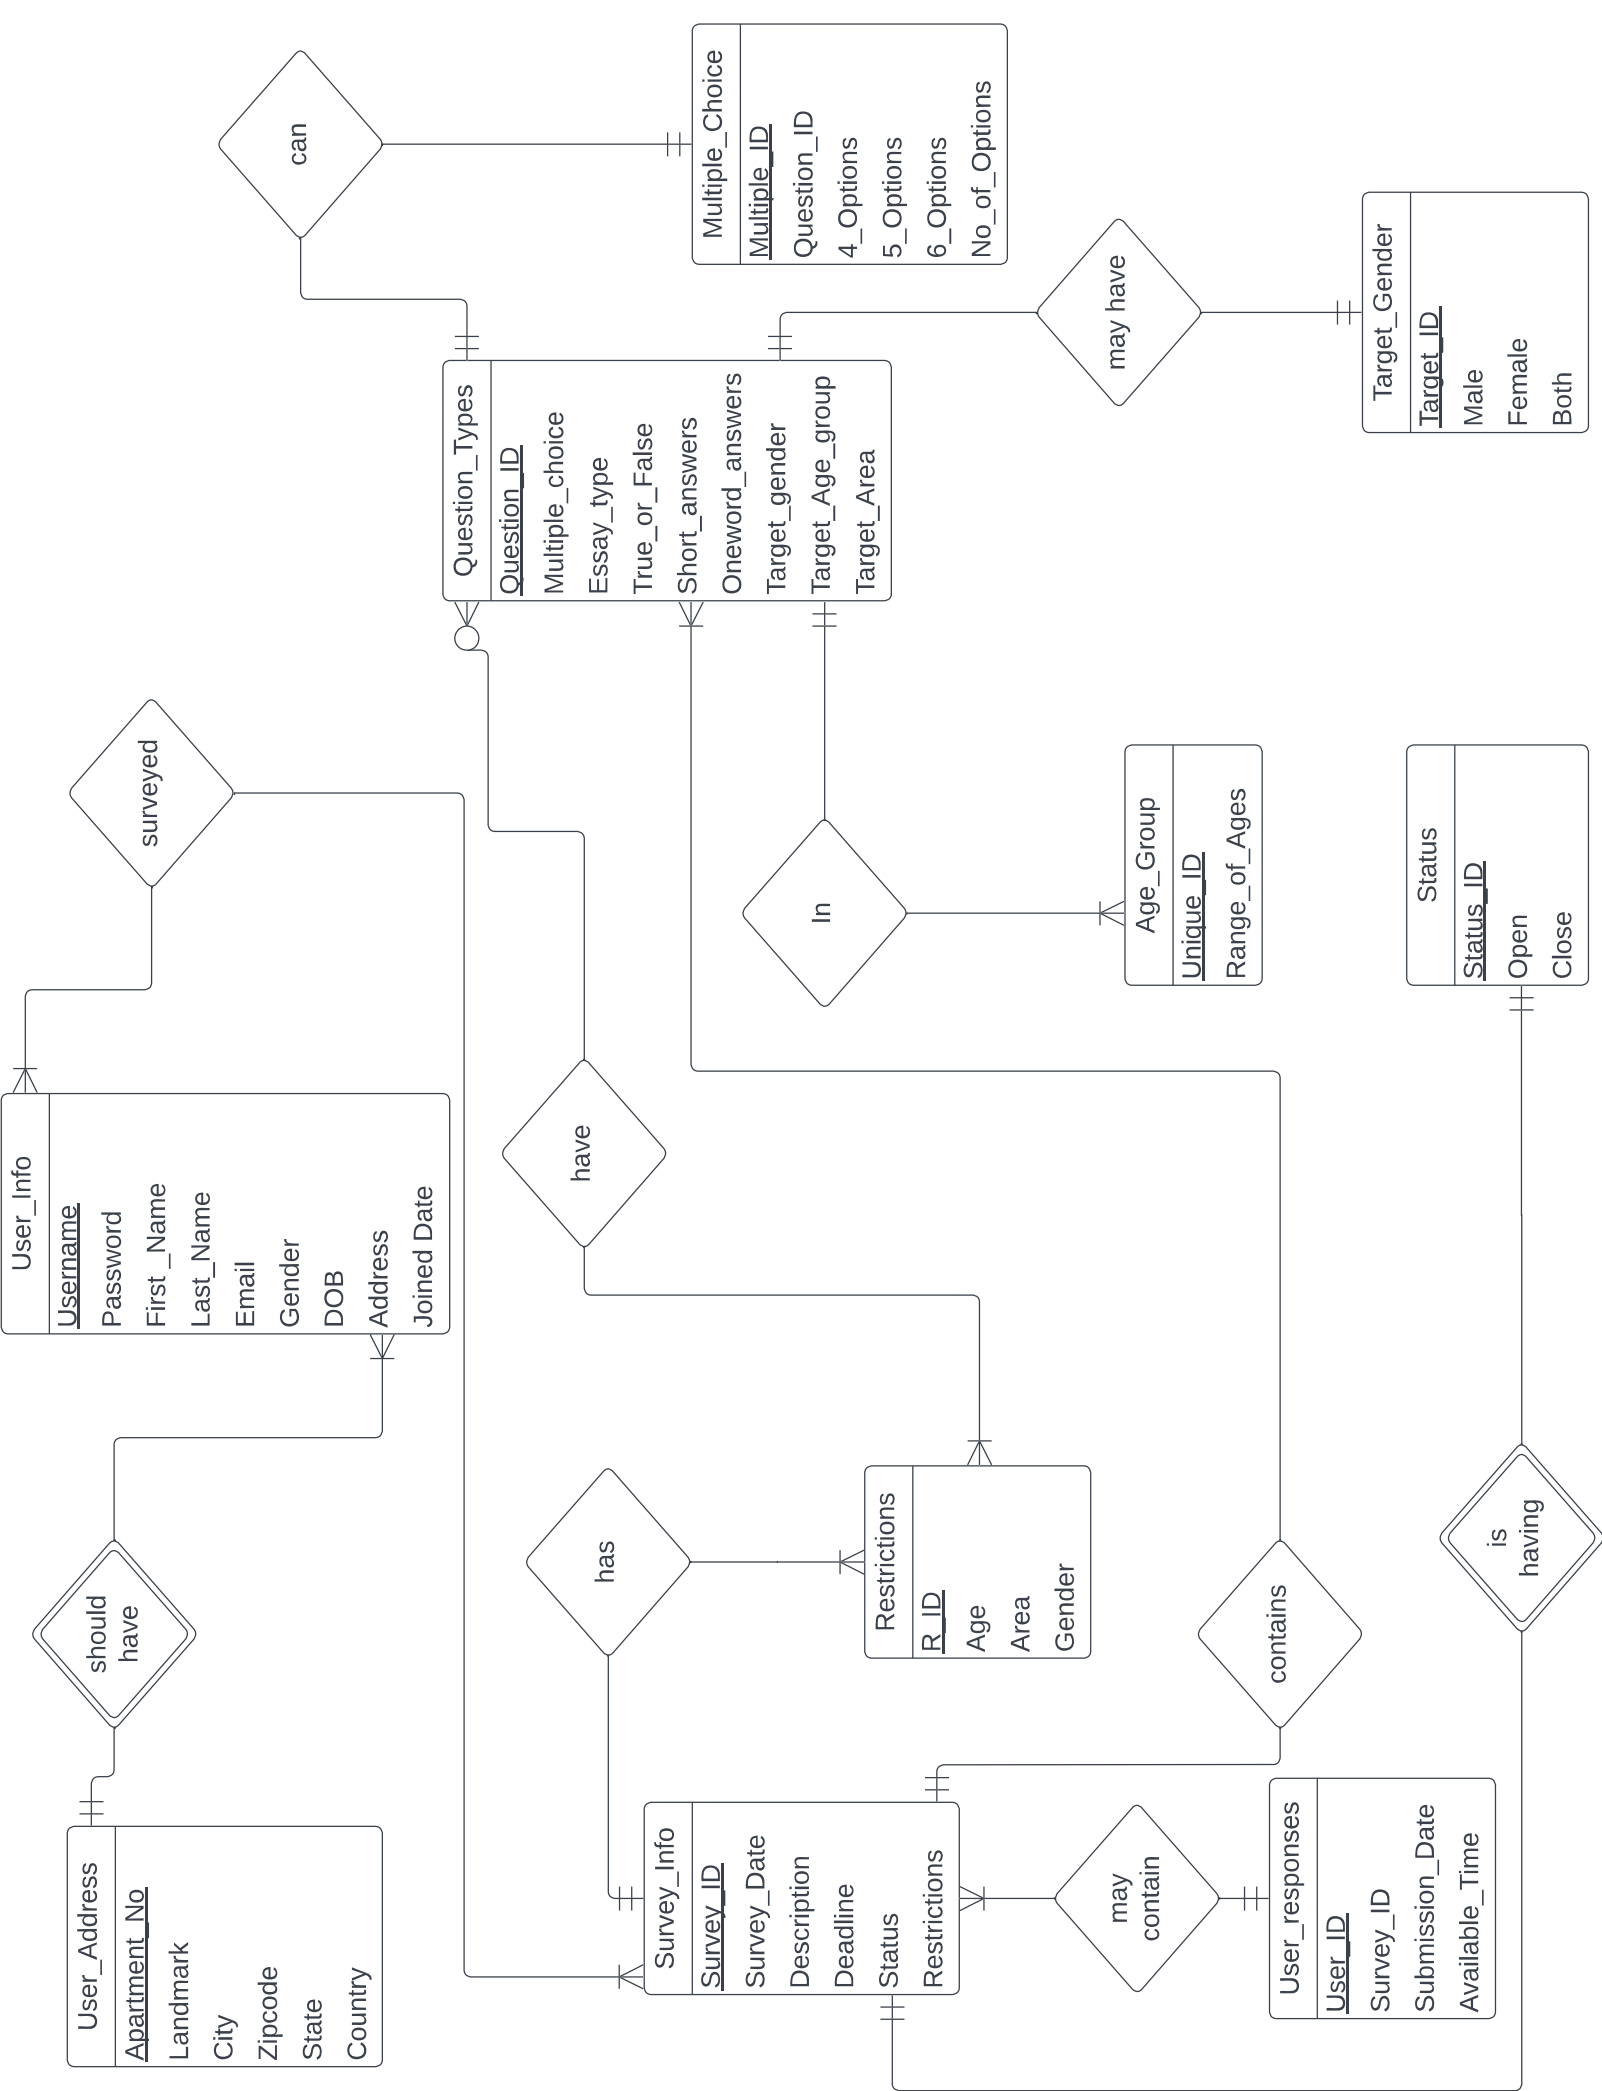 User_Address
Apartment_No
Landmark
City
Zipcode
State
Country
should
have
User_Info
Username
Password
First _Name
Last_Name
Email
Gender
DOB
Address
Joined Date
surveyed
can
Survey_Info
Survey_ID
Survey_Date
Description
Deadline
Status
Restrictions
has
have
Question_Types
Question_ID
Multiple_choice
Essay_type
True_or_False
Short_answers
Oneword_answers
Target_gender
Target_Age_group
Target_Area
Multiple_Choice
Multiple_ID
Question_ID
4_Options
5_Options
6_Options
No_of_Options
Restrictions
R_ID
Age
Area
Gender
In
may
contain
may have
User_responses
User_ID
Survey_ID
Submission_Date
Available_Time
contains
Age_Group
Unique_ID
Range_of_Ages
Target_Gender
Target_ID
Male
Female
Both
is
having
Status
Status_ID
Open
Close